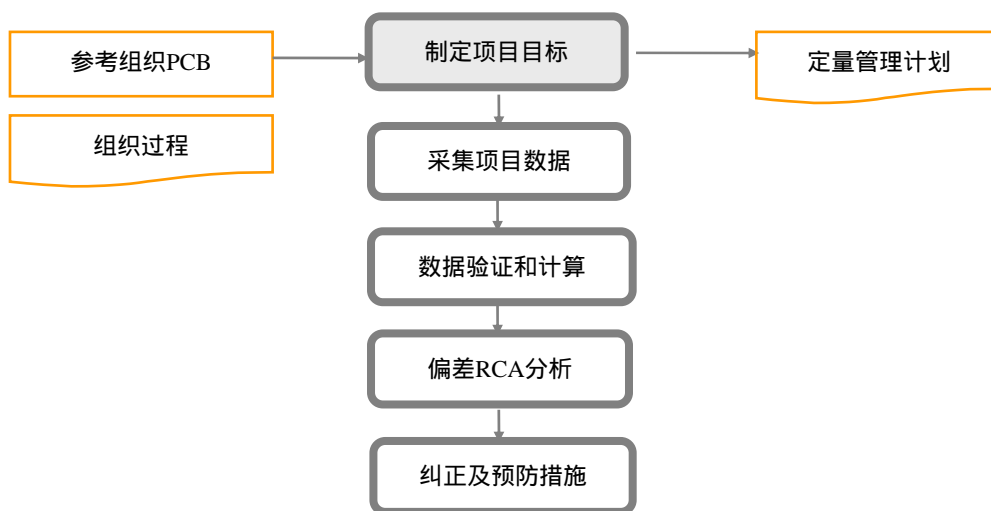 参考组织PCB
制定项目目标
定量管理计划
组织过程
采集项目数据
数据验证和计算
偏差RCA分析
纠正及预防措施